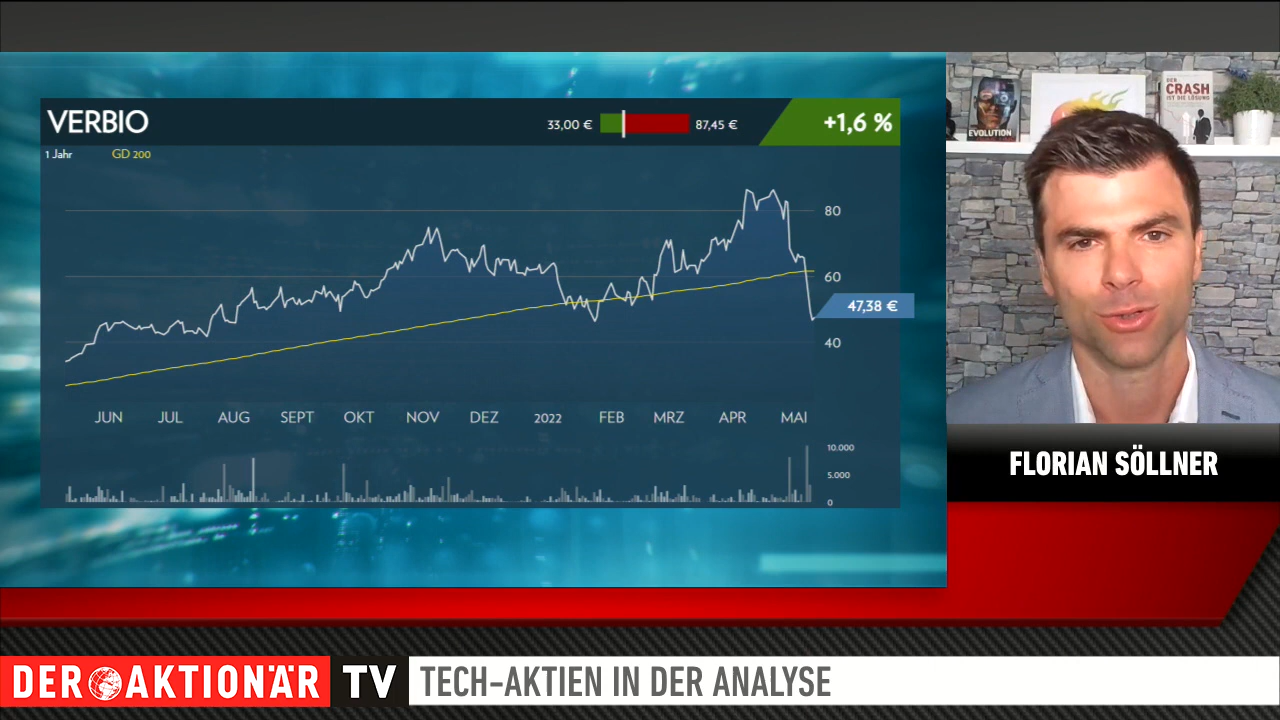 VERBIO
33,00 €
87,45 €
+1,6 %
1 Jahr
GD 200
80
60
47,38 €
40
JUN JUL AUG SEPT OKT NOV DEZ 2022 FEB MRZ APR MAI
10.000
5.000
0
EVOLUTION
DER
CRASH
IST DIE LÖSUNG
FLORIAN SÖLLNER
DER AKTIONÄR TV
TECH-AKTIEN IN DER ANALYSE